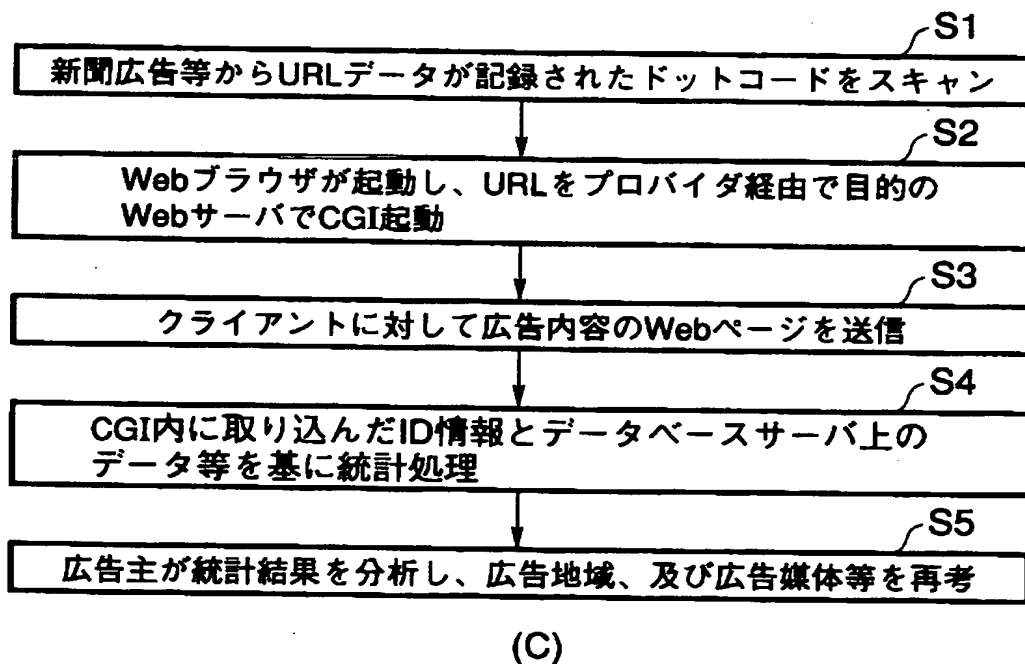 S1
新聞広告等からURLデータが記録されたドットコードをスキャン
S2
Webブラウザが起動し、URLをプロバイダ経由で目的の
WebサーバでCGI起動
S3
クライアントに対して広告内容のWebページを送信
S4
CGI内に取り込んだID情報とデータベースサーバ上の
データ等を基に統計処理
S5
広告主が統計結果を分析し、広告地域、及び広告媒体等を再考
(C)